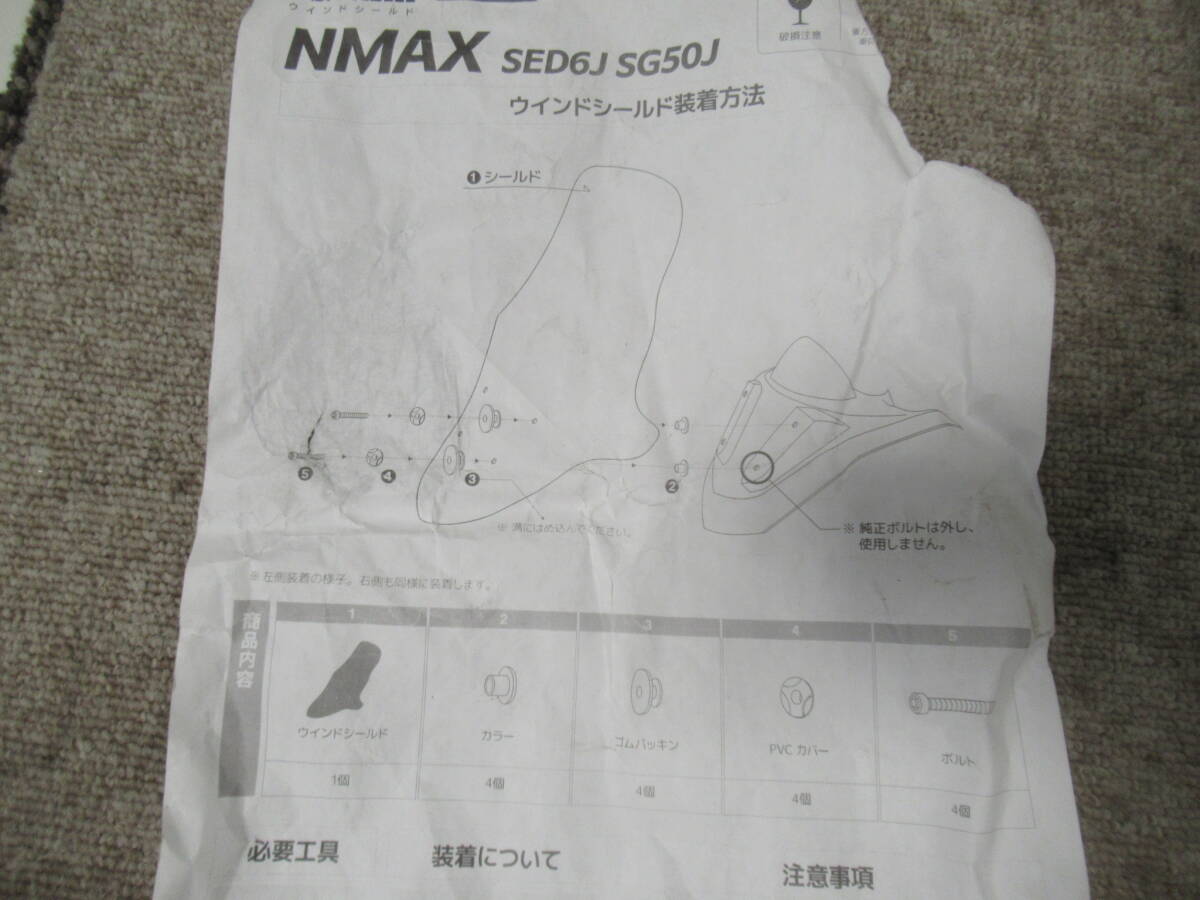 ウインドシールド
NMAX SED6J SG50J
破損注意
ウインドシールド装着方法
❶ シールド
❺
❹
❸
❷
※ 溝にはめ込んでください。
※ 純正ボルトは外し、
使用しません。
※ 左側装着の様子。右側も同様に装着します。
商品内容
1 2 3 4 5
ウインドシールド カラー ゴムパッキン PVC カバー ボルト
1個 4個 4個 4個 4個
必要工具 装着について 注意事項